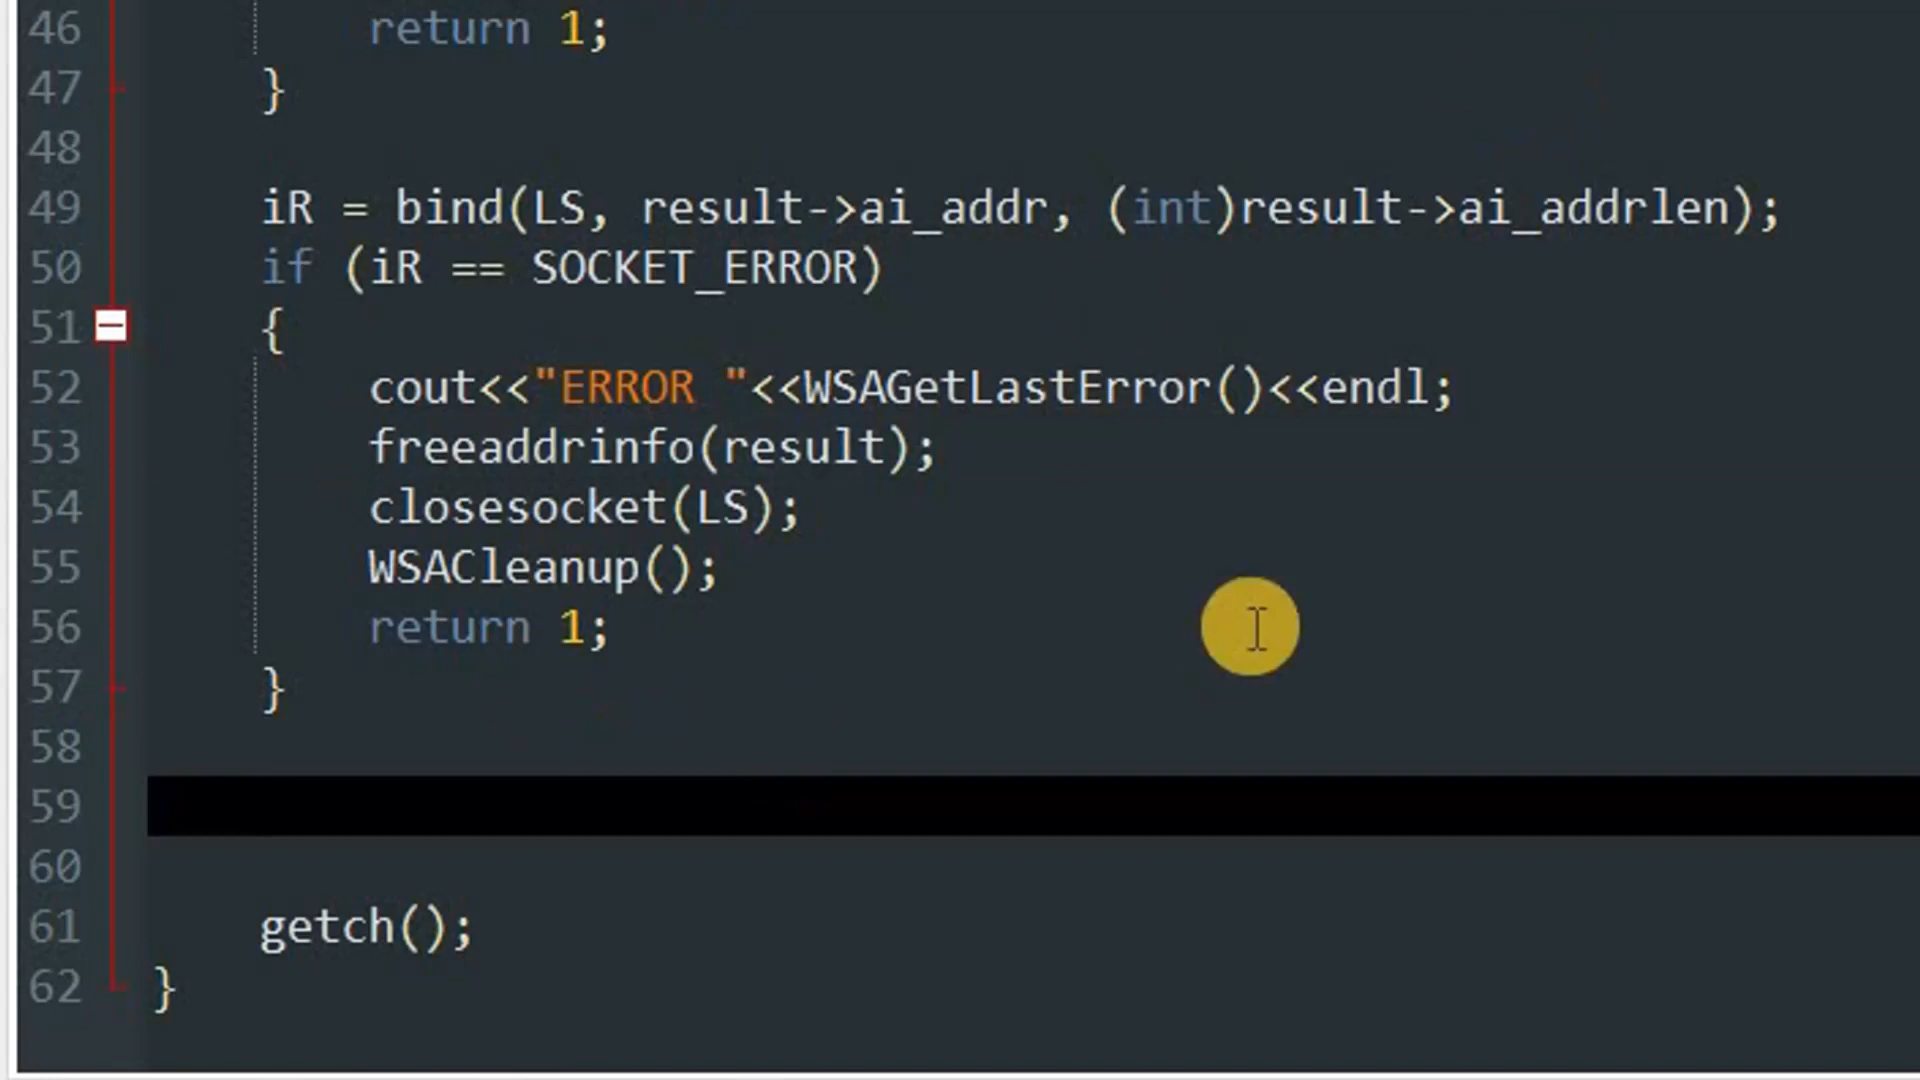 46 return 1;
47 }
48
49 iR = bind(LS, result->ai_addr, (int)result->ai_addrlen);
50 if (iR == SOCKET_ERROR)
51 {
52 cout<<"ERROR "<<WSAGetLastError()<<endl;
53 freeaddrinfo(result);
54 closesocket(LS);
55 WSACleanup();
56 return 1;
57 }
58
59
60
61 getch();
62 }